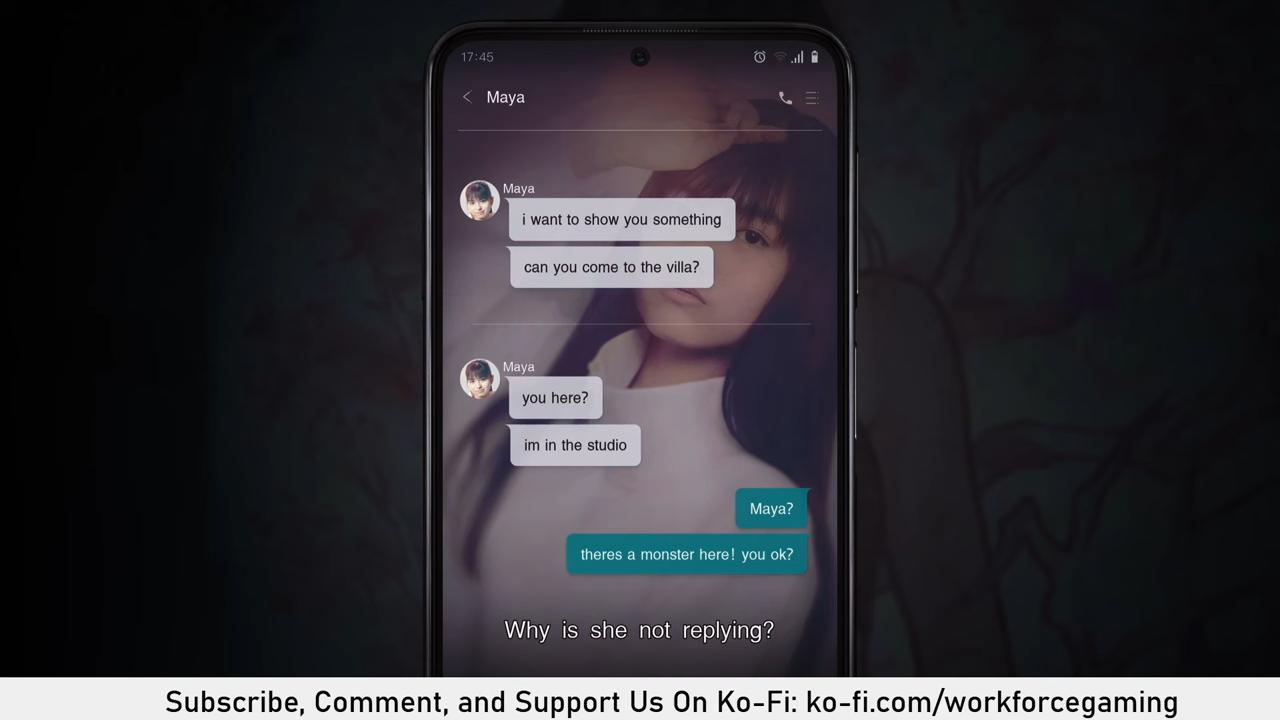 17:45
Maya
Maya
i want to show you something
can you come to the villa?
Maya
you here?
im in the studio
Maya?
theres a monster here! you ok?
Why is she not replying?
Subscribe, Comment, and Support Us On Ko-Fi: ko-fi.com/workforcegaming